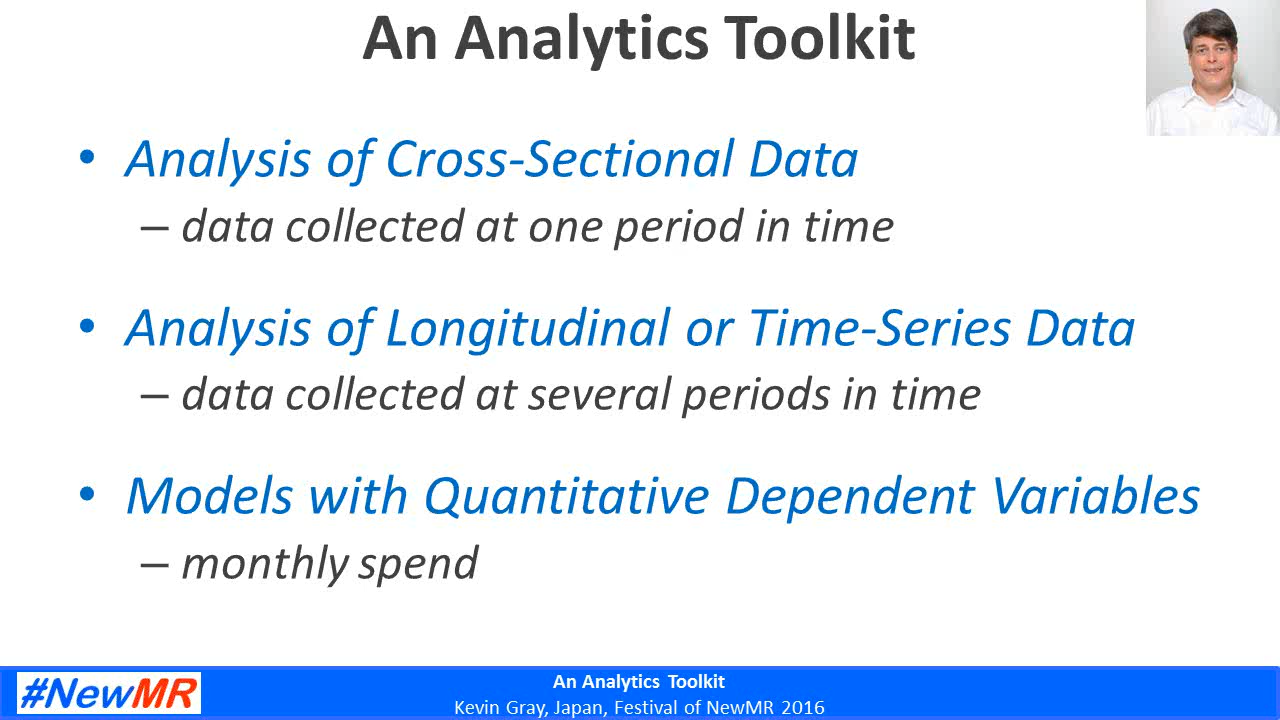 An Analytics Toolkit
• Analysis of Cross-Sectional Data
– data collected at one period in time
• Analysis of Longitudinal or Time-Series Data
– data collected at several periods in time
• Models with Quantitative Dependent Variables
– monthly spend
#NewMR
An Analytics Toolkit
Kevin Gray, Japan, Festival of NewMR 2016